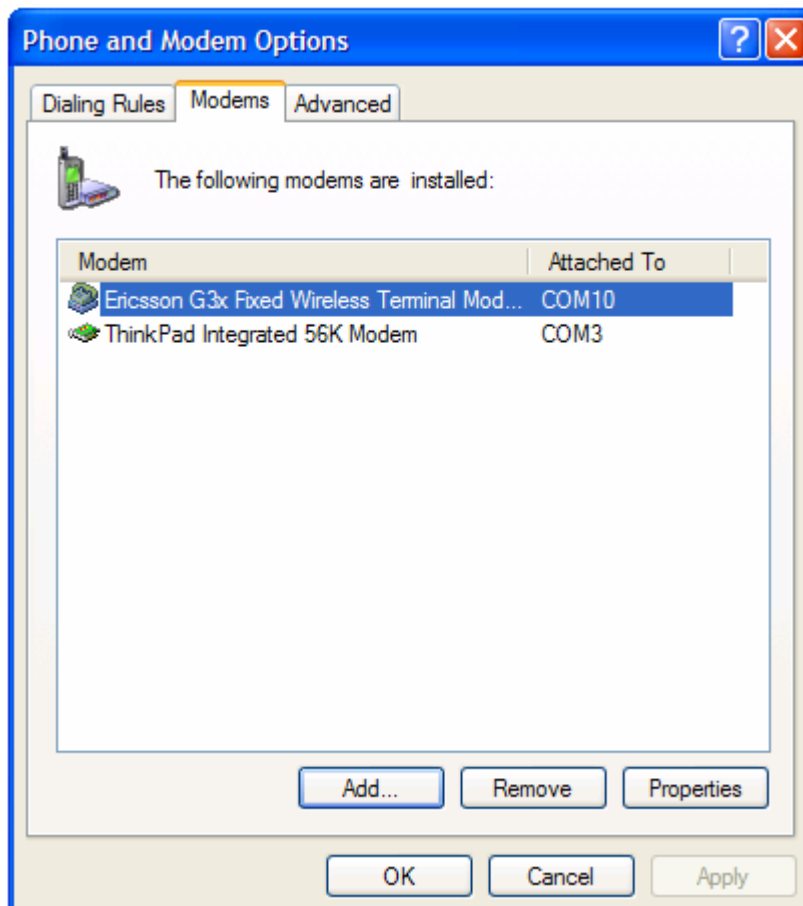 Phone and Modem Options
Dialing Rules Modems Advanced
The following modems are installed:
Modem Attached To
Ericsson G3x Fixed Wireless Terminal Mod... COM10
ThinkPad Integrated 56K Modem COM3
Add... Remove Properties
OK Cancel Apply